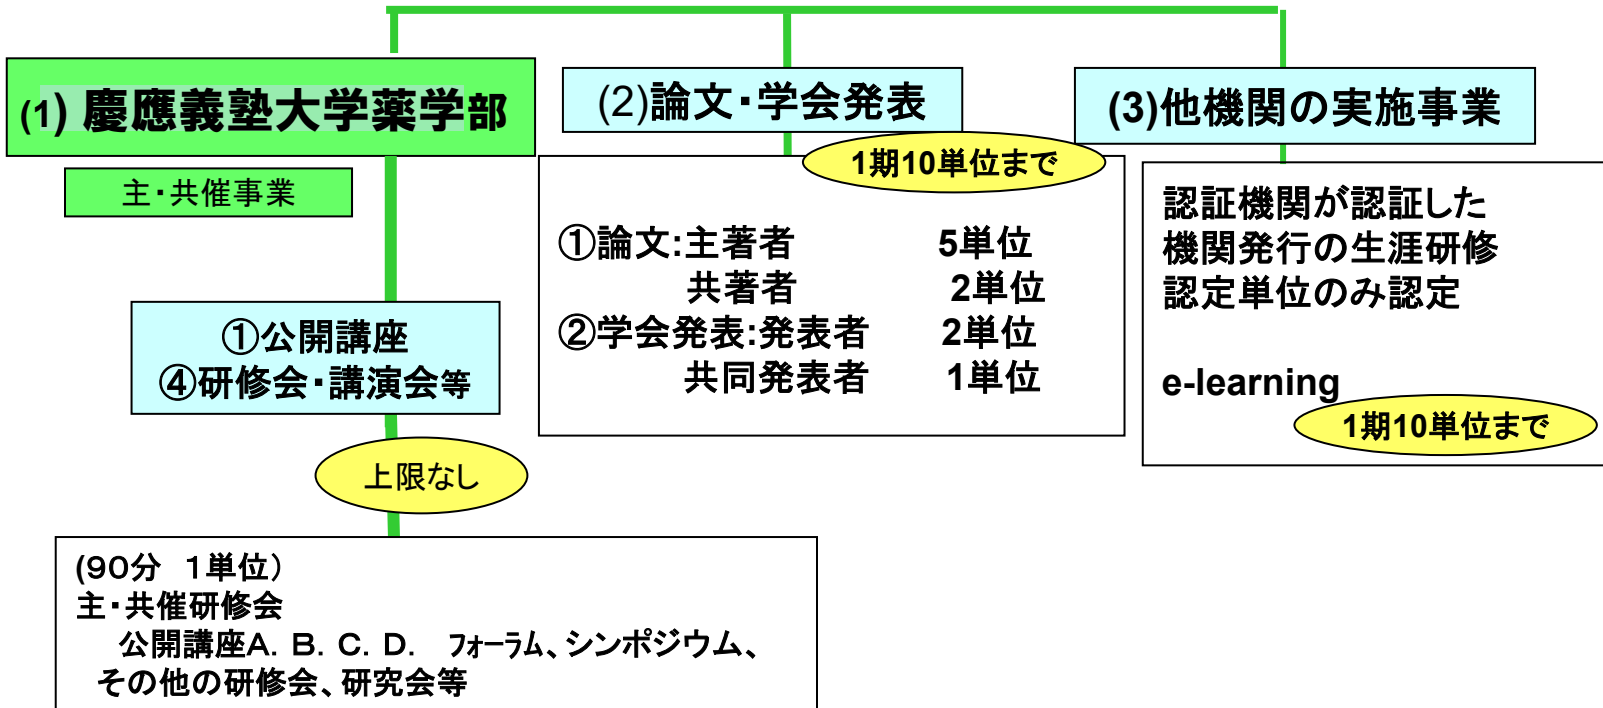 (1) 慶應義塾大学薬学部
主・共催事業
①公開講座
④研修会・講演会等
上限なし
(90分　1単位）
主・共催研修会
公開講座A. B. C. D.　フォーラム、シンポジウム、
その他の研修会、研究会等
(2)論文・学会発表
1期10単位まで
①論文:主著者　5単位
共著者　2単位
②学会発表:発表者　2単位
共同発表者　1単位
(3)他機関の実施事業
認証機関が認証した
機関発行の生涯研修
認定単位のみ認定
e-learning
1期10単位まで